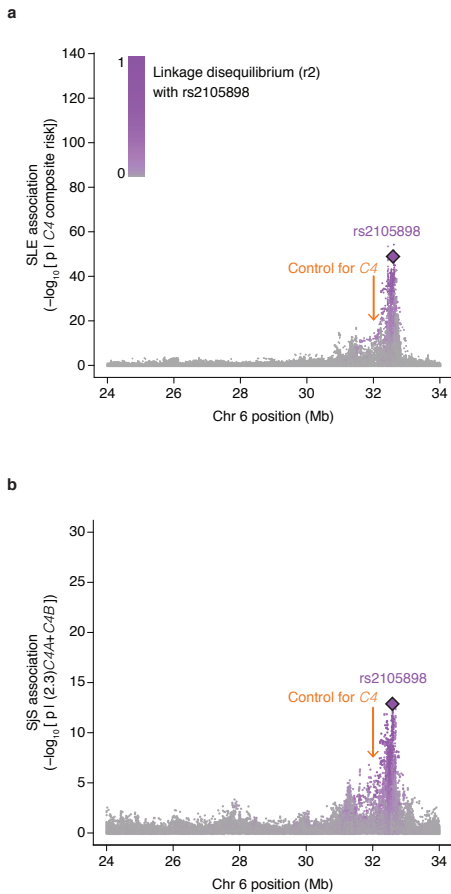 a
140
120
100
80
60
40
20
0
SLE association
(−log10[ p | C4 composite risk])
1
0
Linkage disequilibrium (r2)
with rs2105898
rs2105898
Control for C4
24 26 28 30 32 34
Chr 6 position (Mb)
b
30
25
20
15
10
5
0
SjS association
(−log10[ p | (2.3)C4A+C4B])
rs2105898
Control for C4
24 26 28 30 32 34
Chr 6 position (Mb)